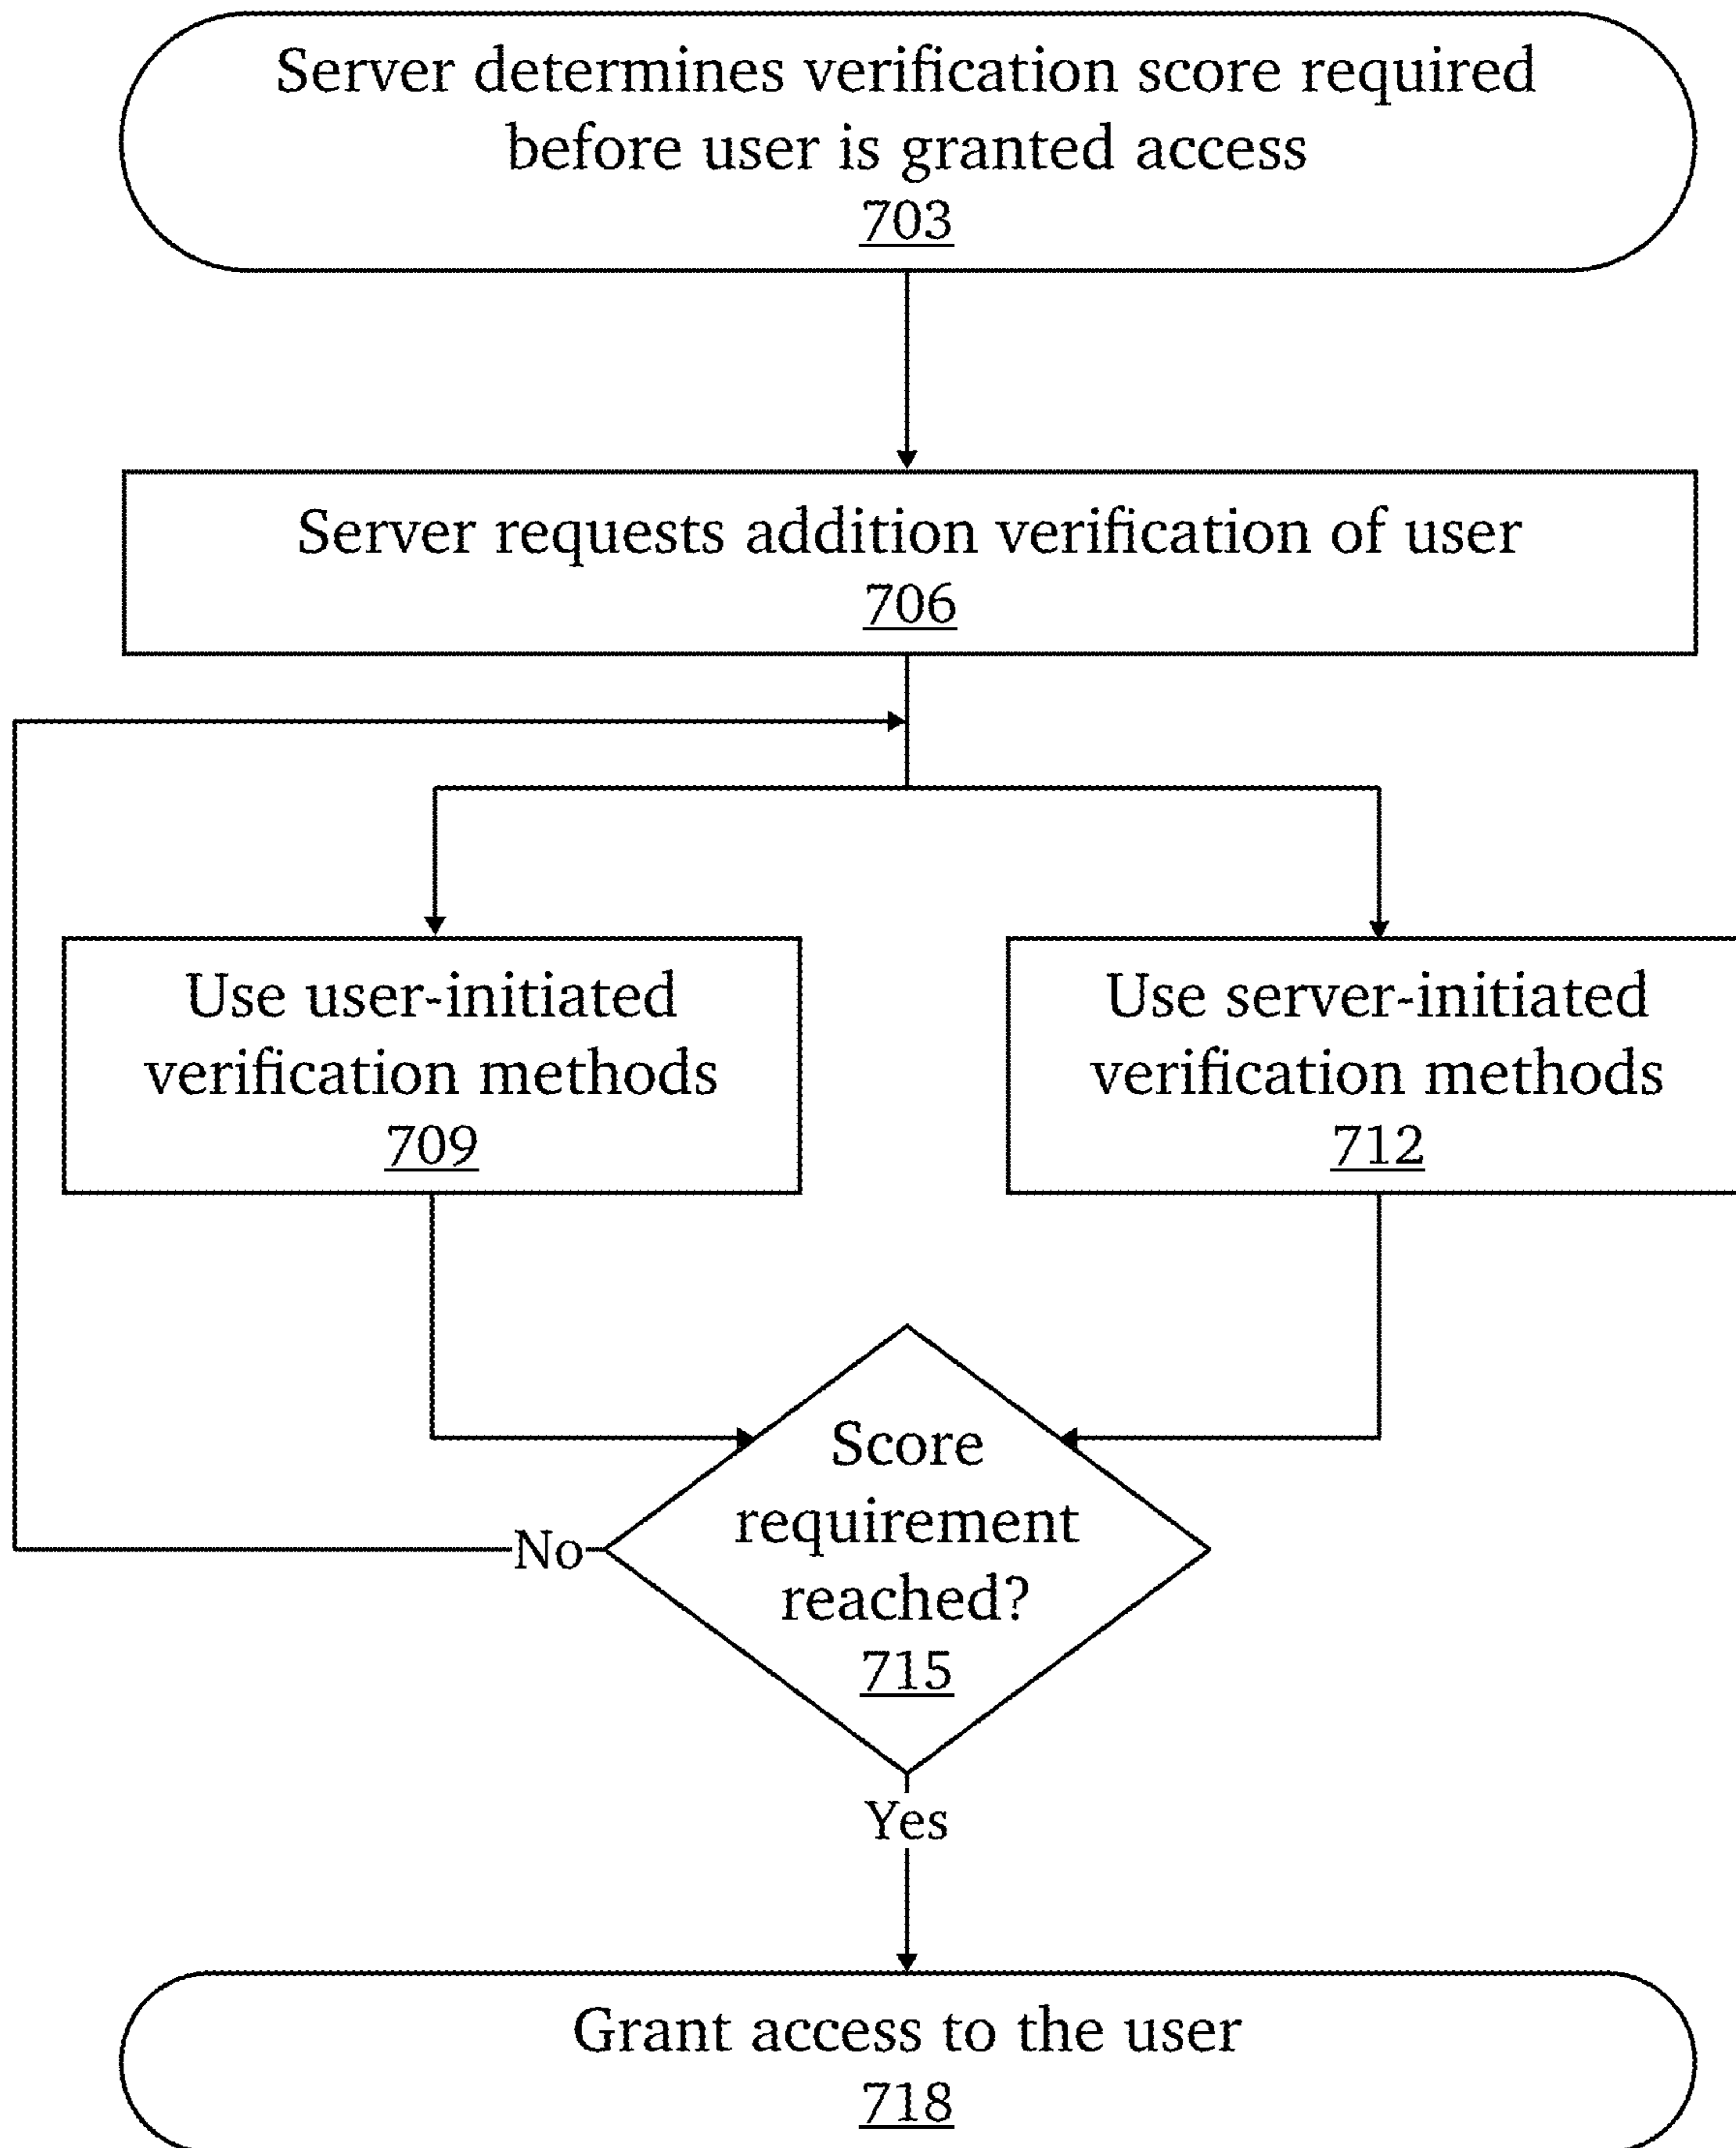 Server determines verification score required
before user is granted access
703
Server requests addition verification of user
706
Use user-initiated
verification methods
709
Use server-initiated
verification methods
712
Score
requirement
reached?
715
No
Yes
Grant access to the user
718